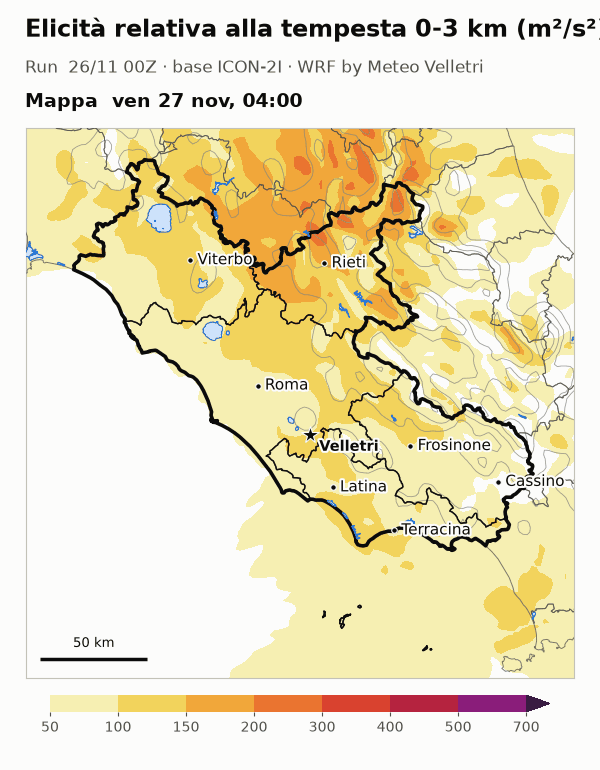 Elicità relativa alla tempesta 0-3 km (m²/s²)
Run 26/11 00Z · base ICON-2I · WRF by Meteo Velletri
Mappa ven 27 nov, 04:00
Viterbo
Rieti
Roma
Velletri
Frosinone
Cassino
Latina
Terracina
50 km
50 100 150 200 300 400 500 700